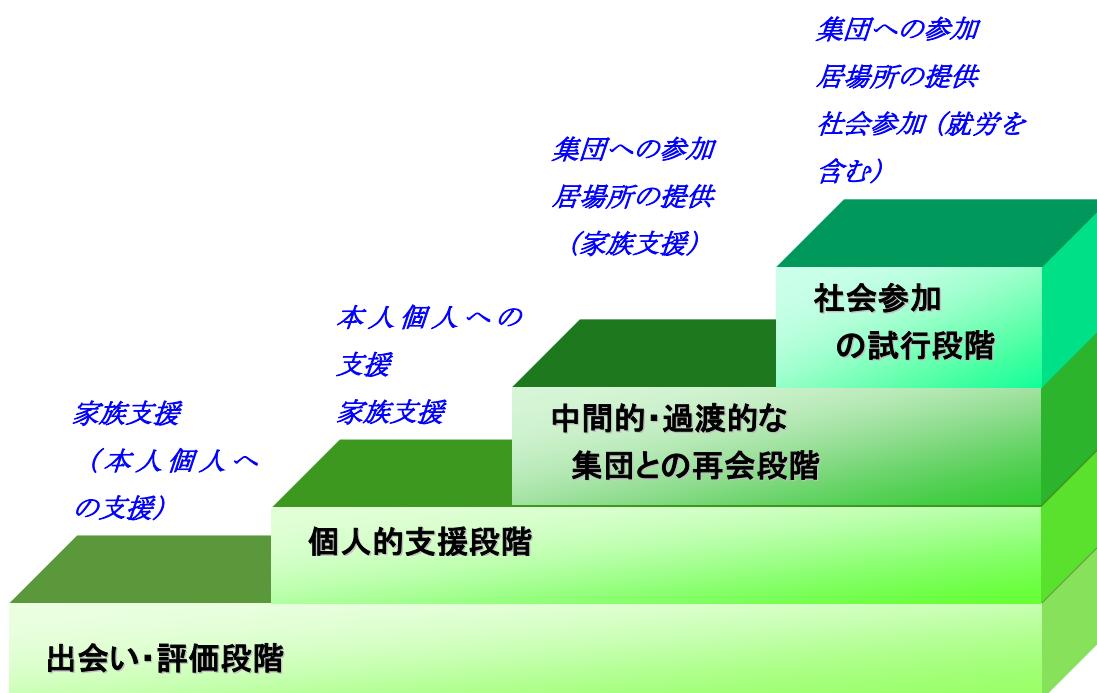 集団への参加
居場所の提供
社会参加（就労を
含む）
集団への参加
居場所の提供
（家族支援）
社会参加
の試行段階
本人個人への
支援
家族支援
中間的・過渡的な
集団との再会段階
家族支援
（本人個人へ
の支援）
個人的支援段階
出会い・評価段階